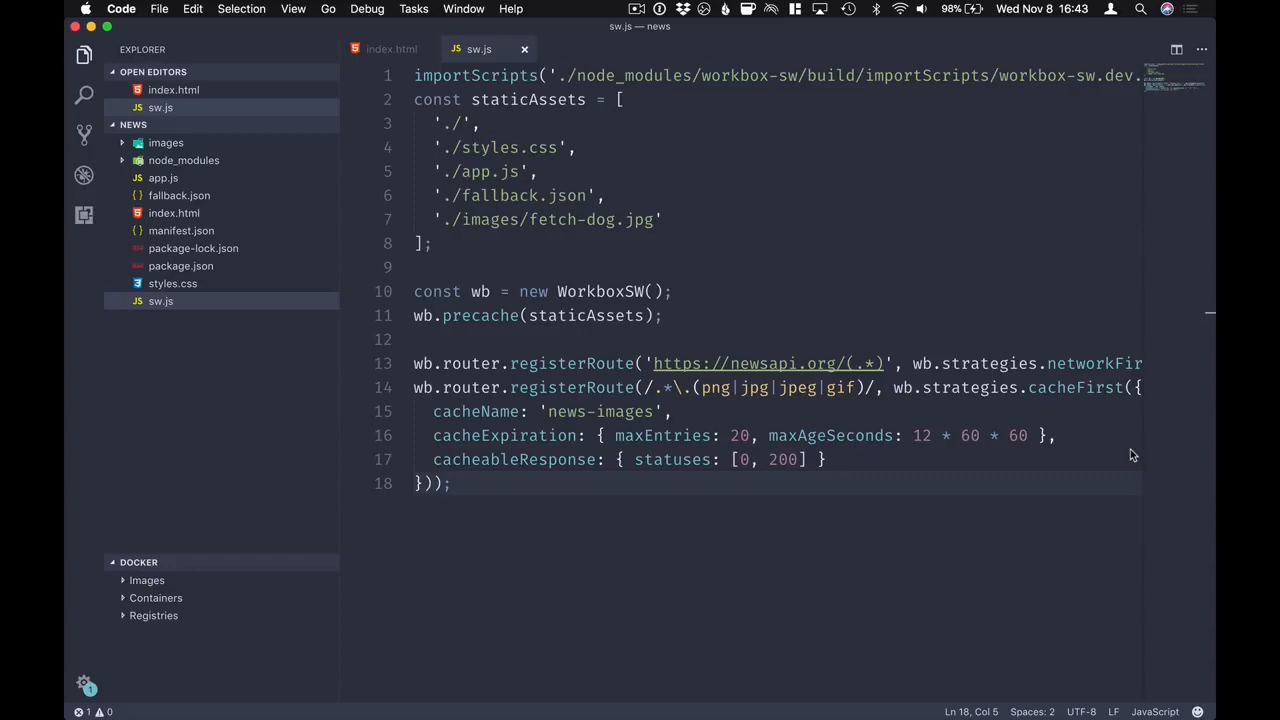 Code File Edit Selection View Go Debug Tasks Window Help 98% Wed Nov 8 16:43
sw.js — news
EXPLORER
OPEN EDITORS
index.html
JS sw.js
NEWS
images
node_modules
JS app.js
{ } fallback.json
index.html
{ } manifest.json
package-lock.json
package.json
styles.css
JS sw.js
DOCKER
Images
Containers
Registries
1
index.html JS sw.js
1 importScripts('./node_modules/workbox-sw/build/importScripts/workbox-sw.dev.
2 const staticAssets = [
3 './',
4 './styles.css',
5 './app.js',
6 './fallback.json',
7 './images/fetch-dog.jpg'
8 ];
9
10 const wb = new WorkboxSW();
11 wb.precache(staticAssets);
12
13 wb.router.registerRoute('https://newsapi.org/(.*)', wb.strategies.networkFir
14 wb.router.registerRoute(/.*\.(png|jpg|jpeg|gif)/, wb.strategies.cacheFirst({
15 cacheName: 'news-images',
16 cacheExpiration: { maxEntries: 20, maxAgeSeconds: 12 * 60 * 60 },
17 cacheableResponse: { statuses: [0, 200] }
18 }));
1 0 Ln 18, Col 5 Spaces: 2 UTF-8 LF JavaScript